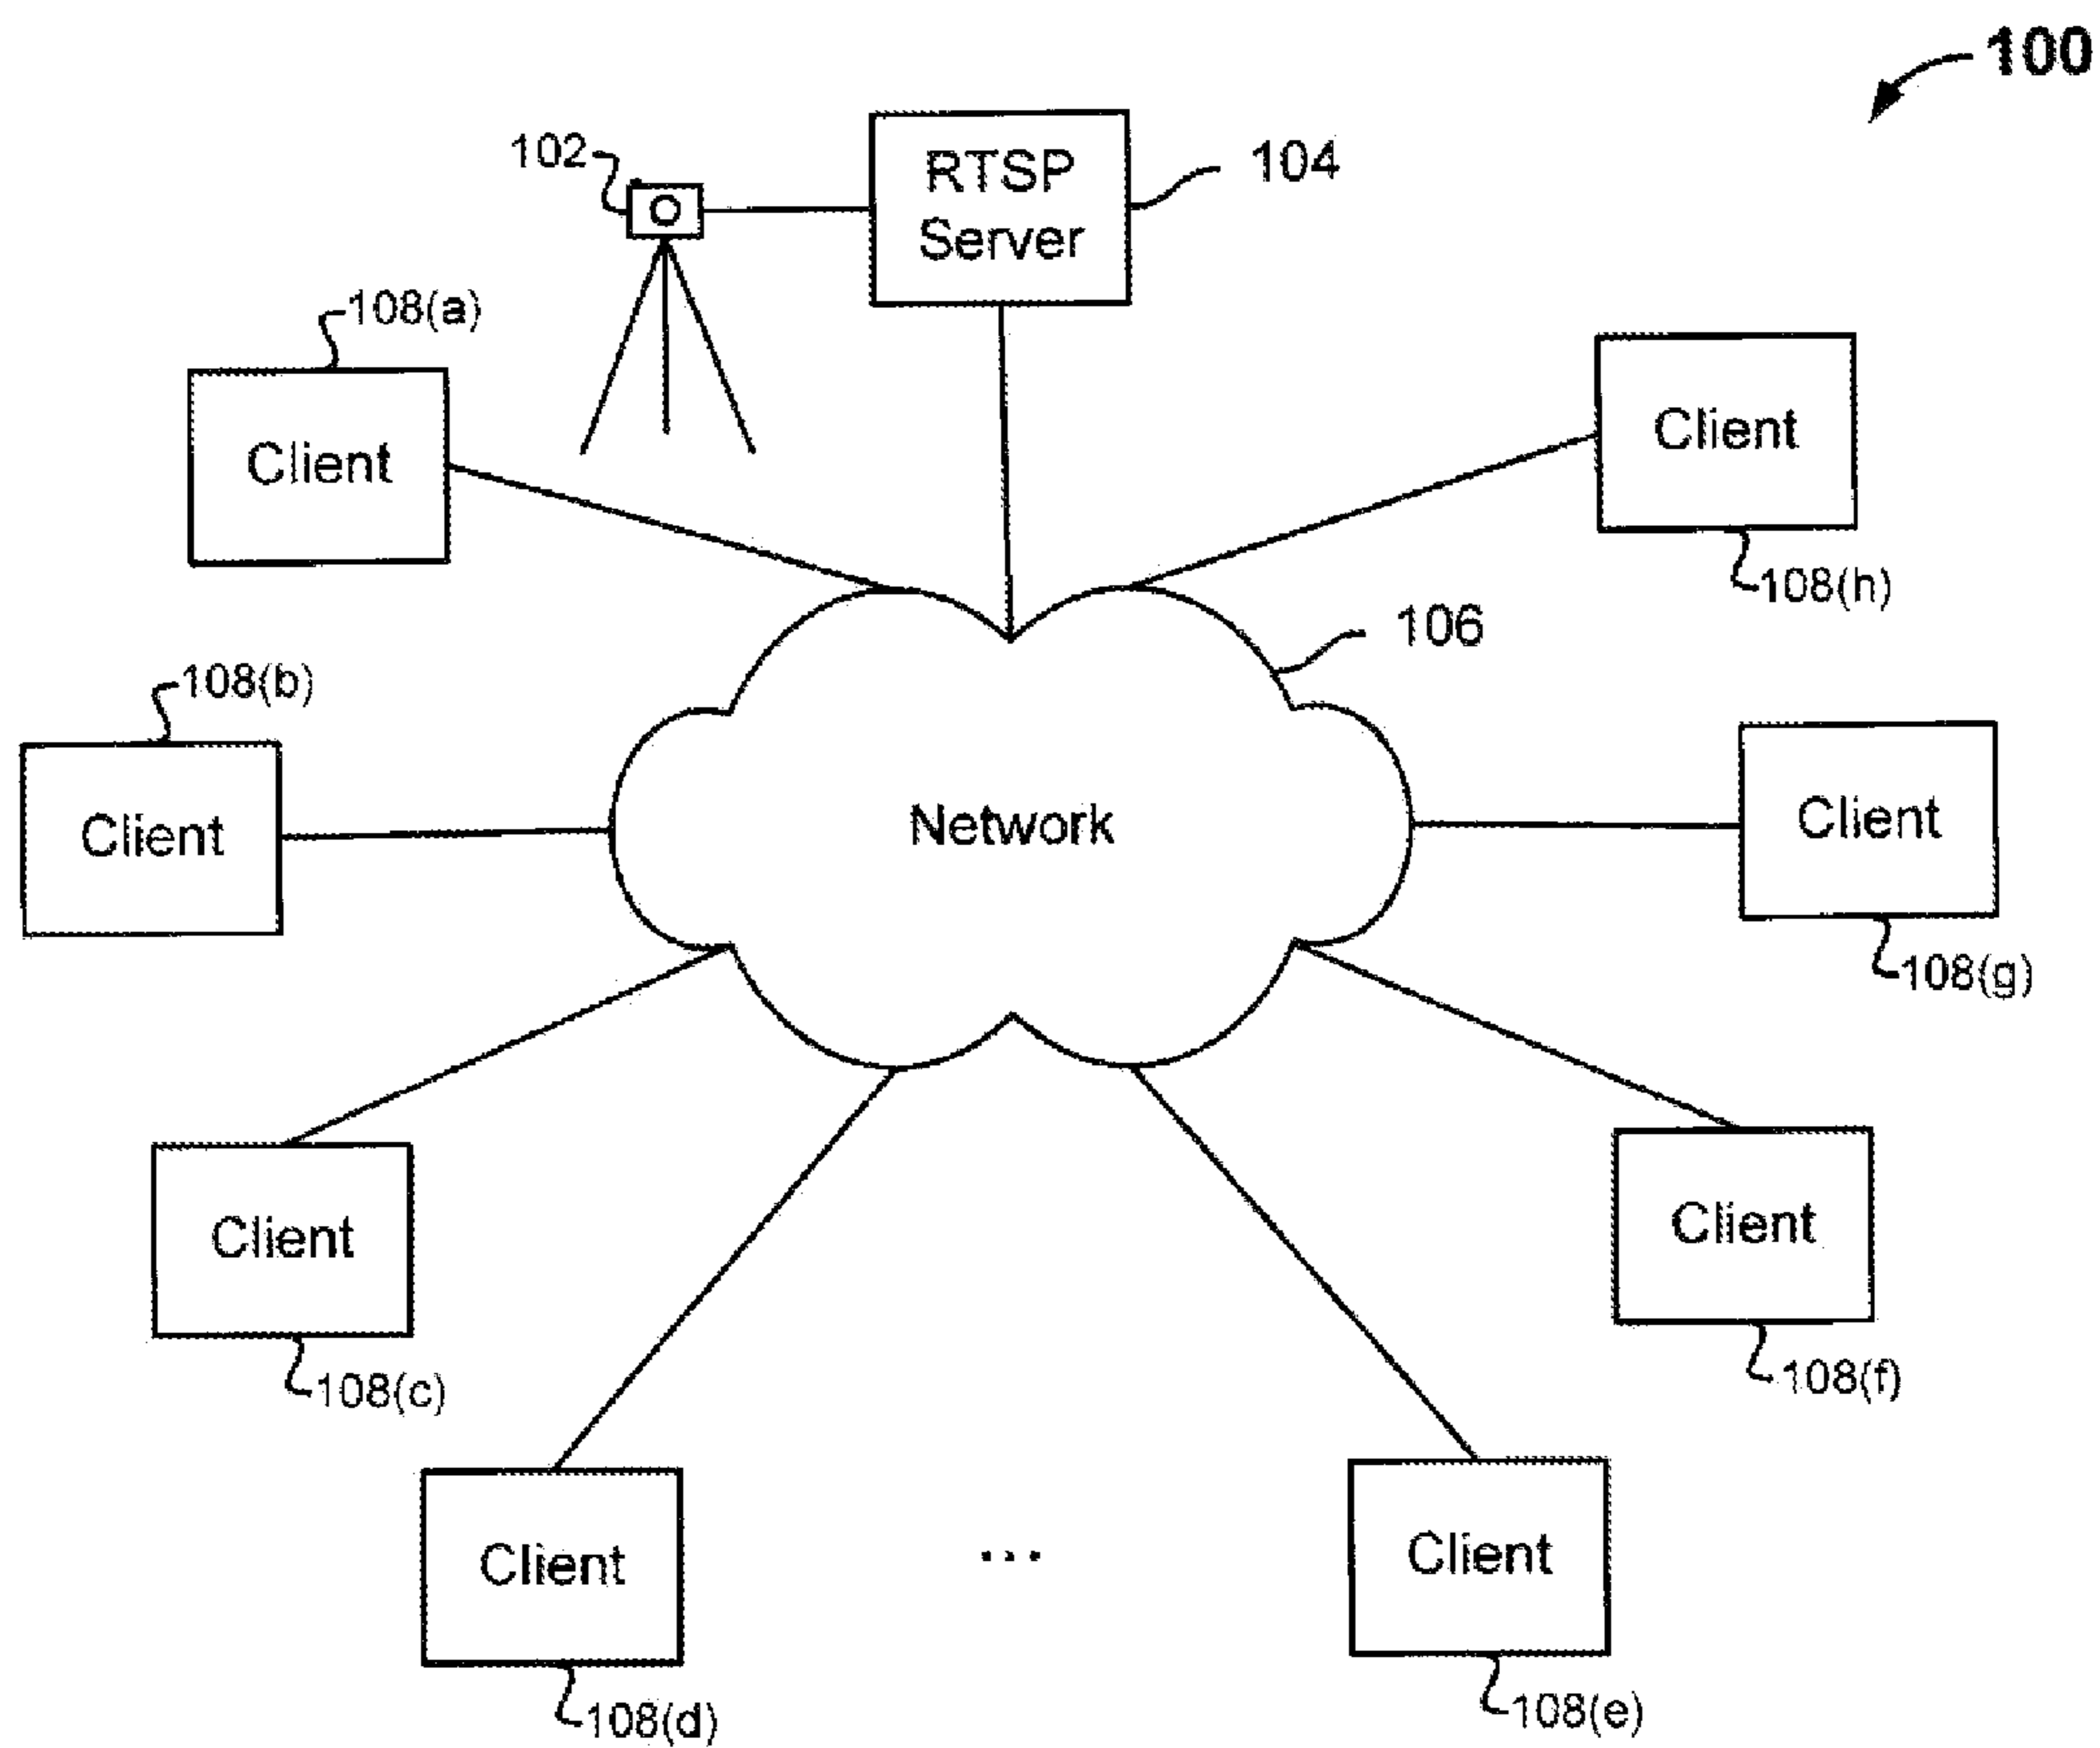 100
102
RTSP
Server
104
108(a)
Client
Client
108(h)
106
108(b)
Client
Network
Client
108(g)
Client
108(c)
Client
108(f)
Client
108(d)
...
Client
108(e)